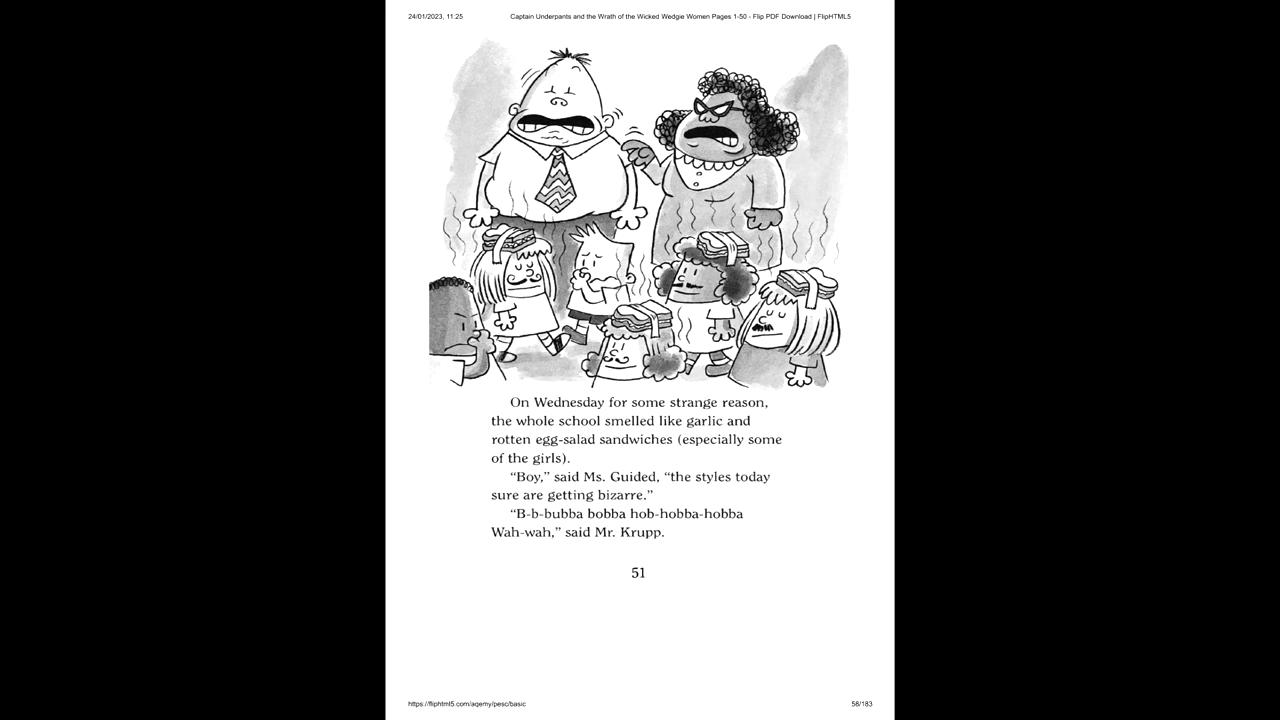 24/01/2023, 11:25
Captain Underpants and the Wrath of the Wicked Wedgie Women Pages 1-50 - Flip PDF Download | FlipHTML5
On Wednesday for some strange reason,
the whole school smelled like garlic and
rotten egg-salad sandwiches (especially some
of the girls).
“Boy,” said Ms. Guided, “the styles today
sure are getting bizarre.”
“B-b-bubba bobba hob-hobba-hobba
Wah-wah,” said Mr. Krupp.
51
https://fliphtml5.com/aqemy/pesc/basic
58/183